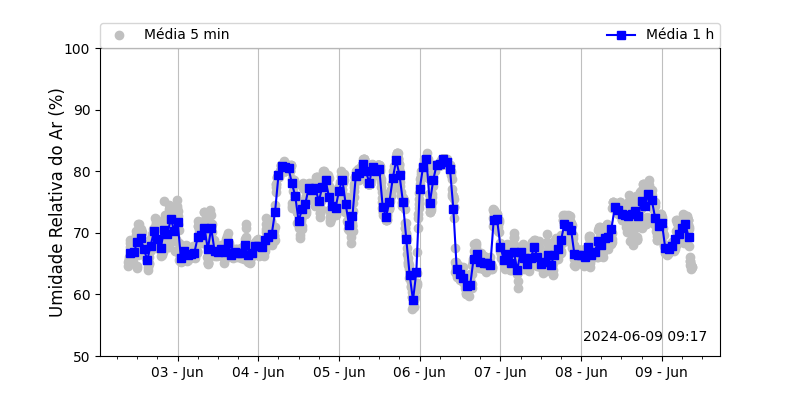 Média 5 min
Média 1 h
Umidade Relativa do Ar (%)
100
90
80
70
60
50
2024-06-09 09:17
03 - Jun
04 - Jun
05 - Jun
06 - Jun
07 - Jun
08 - Jun
09 - Jun